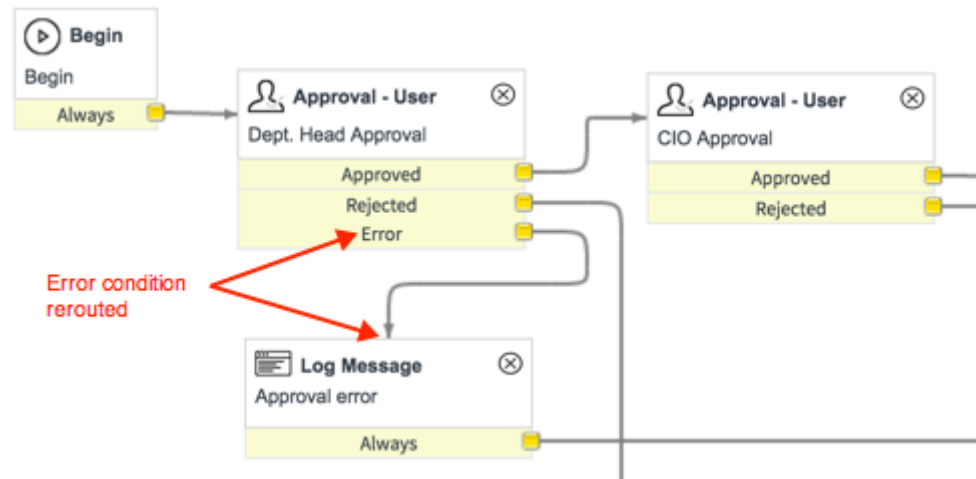 Begin
Begin
Always
Approval - User
Dept. Head Approval
Approved
Rejected
Error
Approval - User
CIO Approval
Approved
Rejected
Error condition
rerouted
Log Message
Approval error
Always